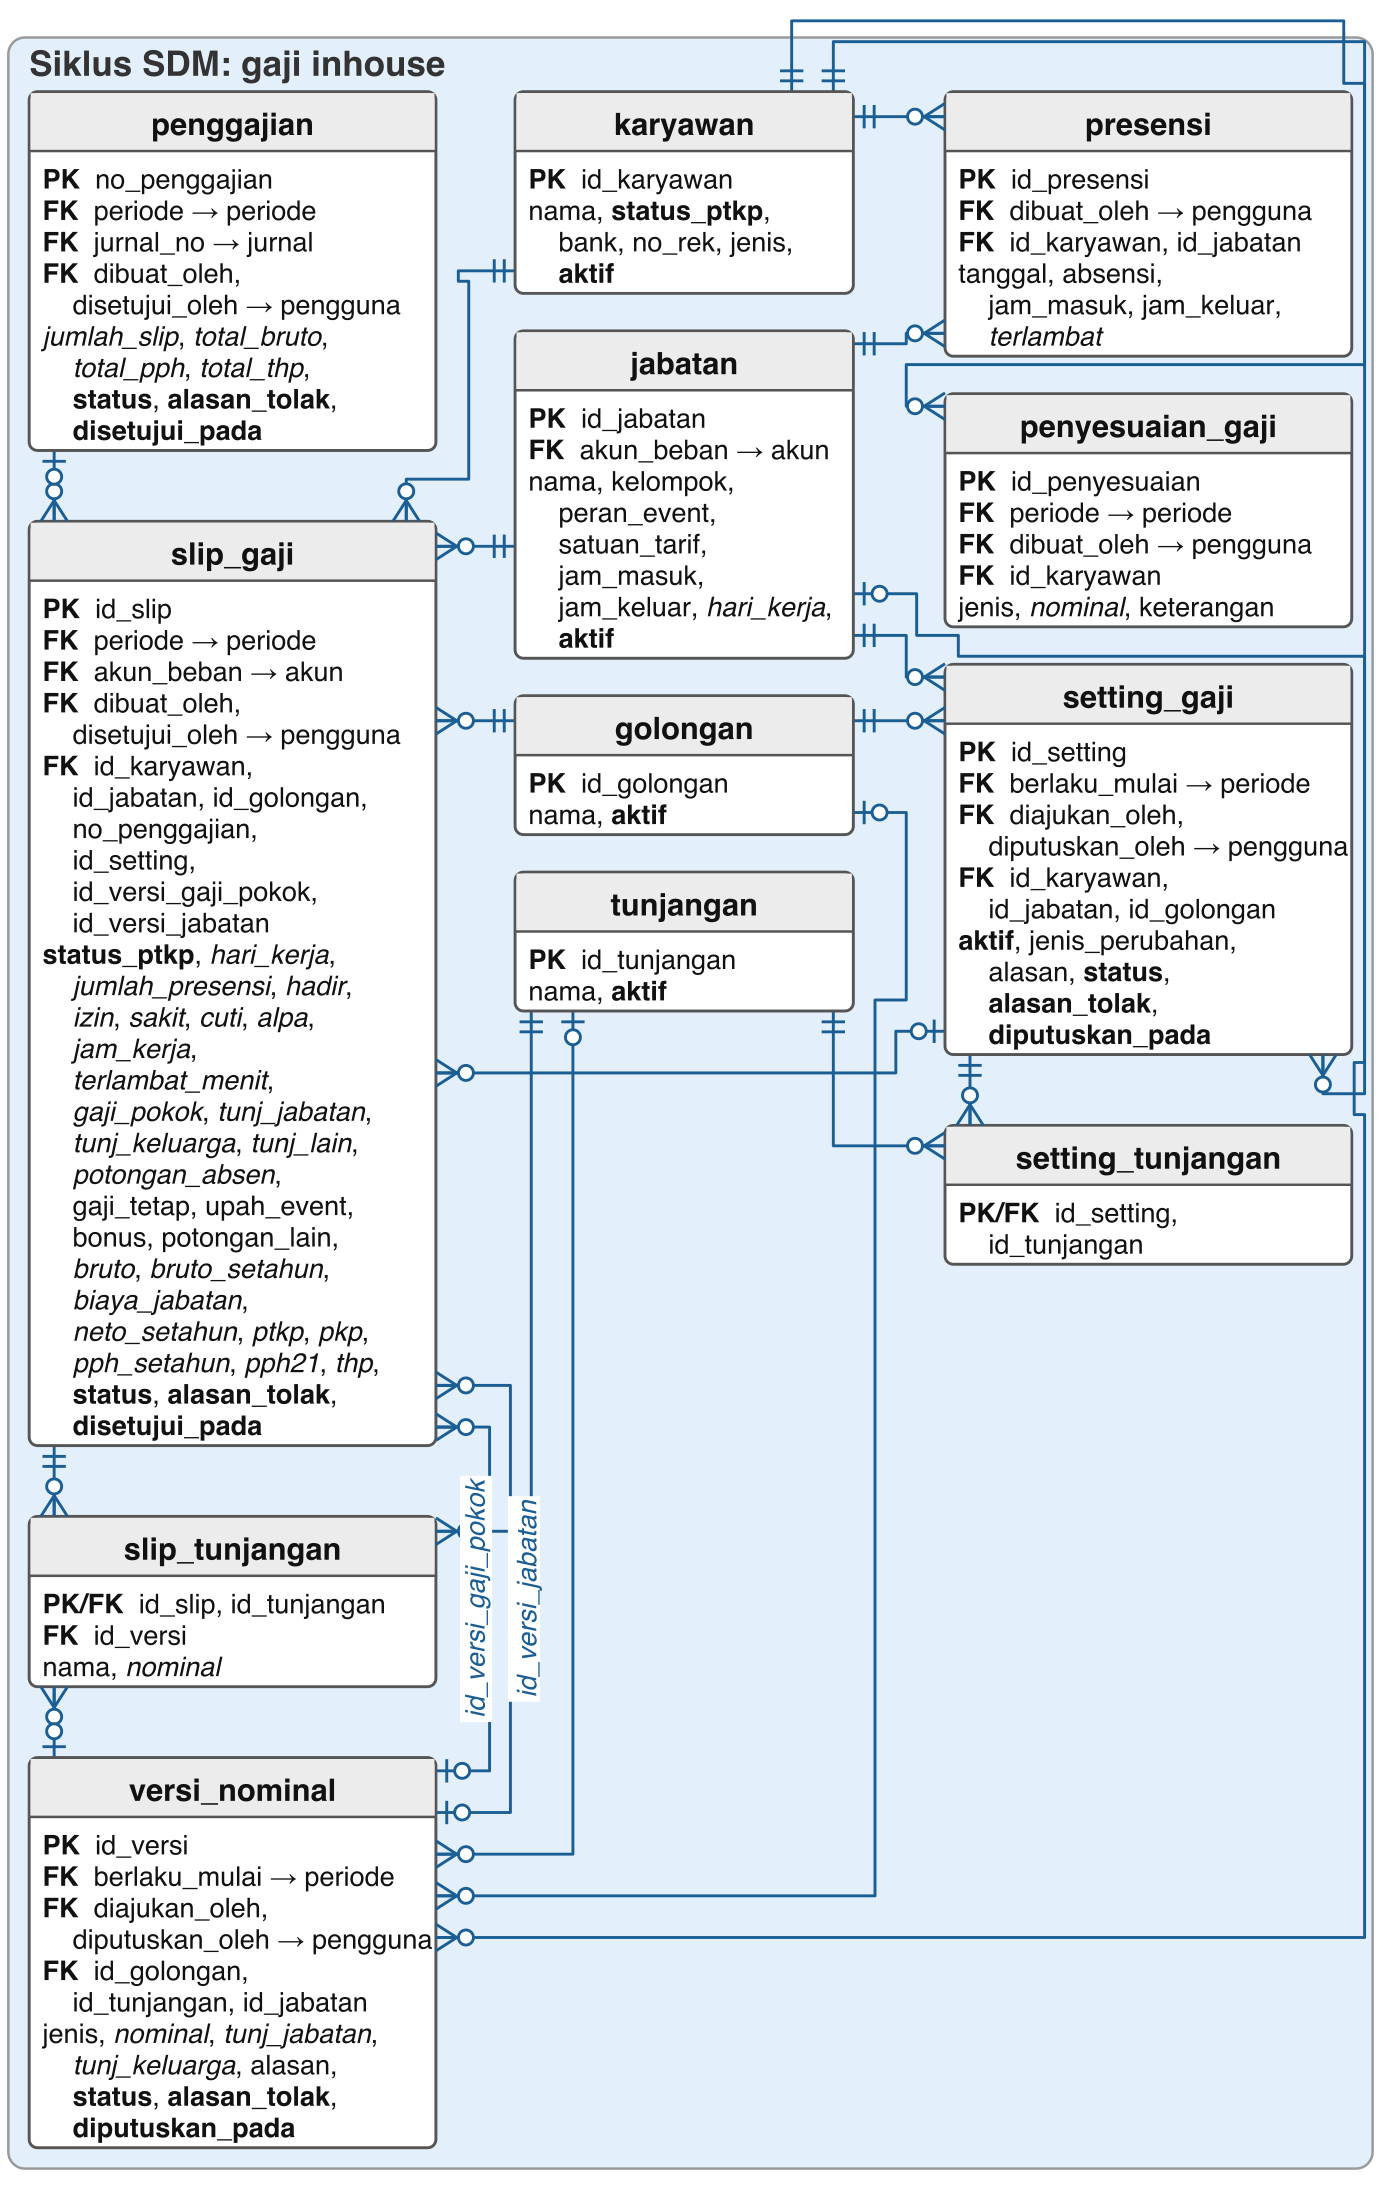 Siklus SDM: gaji inhouse
penggajian
PK no_penggajian
FK periode → periode
FK jurnal_no → jurnal
FK dibuat_oleh,
disetujui_oleh → pengguna
jumlah_slip, total_bruto,
total_pph, total_thp,
status, alasan_tolak,
disetujui_pada
slip_gaji
PK id_slip
FK periode → periode
FK akun_beban → akun
FK dibuat_oleh,
disetujui_oleh → pengguna
FK id_karyawan,
id_jabatan, id_golongan,
no_penggajian,
id_setting,
id_versi_gaji_pokok,
id_versi_jabatan
status_ptkp, hari_kerja,
jumlah_presensi, hadir,
izin, sakit, cuti, alpa,
jam_kerja,
terlambat_menit,
gaji_pokok, tunj_jabatan,
tunj_keluarga, tunj_lain,
potongan_absen,
gaji_tetap, upah_event,
bonus, potongan_lain,
bruto, bruto_setahun,
biaya_jabatan,
neto_setahun, ptkp, pkp,
pph_setahun, pph21, thp,
status, alasan_tolak,
disetujui_pada
slip_tunjangan
PK/FK id_slip, id_tunjangan
FK id_versi
nama, nominal
versi_nominal
PK id_versi
FK berlaku_mulai → periode
FK diajukan_oleh,
diputuskan_oleh → pengguna
FK id_golongan,
id_tunjangan, id_jabatan
jenis, nominal, tunj_jabatan,
tunj_keluarga, alasan,
status, alasan_tolak,
diputuskan_pada
id_versi_gaji_pokok
id_versi_jabatan
karyawan
PK id_karyawan
nama, status_ptkp,
bank, no_rek, jenis,
aktif
jabatan
PK id_jabatan
FK akun_beban → akun
nama, kelompok,
peran_event,
satuan_tarif,
jam_masuk,
jam_keluar, hari_kerja,
aktif
golongan
PK id_golongan
nama, aktif
tunjangan
PK id_tunjangan
nama, aktif
presensi
PK id_presensi
FK dibuat_oleh → pengguna
FK id_karyawan, id_jabatan
tanggal, absensi,
jam_masuk, jam_keluar,
terlambat
penyesuaian_gaji
PK id_penyesuaian
FK periode → periode
FK dibuat_oleh → pengguna
FK id_karyawan
jenis, nominal, keterangan
setting_gaji
PK id_setting
FK berlaku_mulai → periode
FK diajukan_oleh,
diputuskan_oleh → pengguna
FK id_karyawan,
id_jabatan, id_golongan
aktif, jenis_perubahan,
alasan, status,
alasan_tolak,
diputuskan_pada
setting_tunjangan
PK/FK id_setting,
id_tunjangan